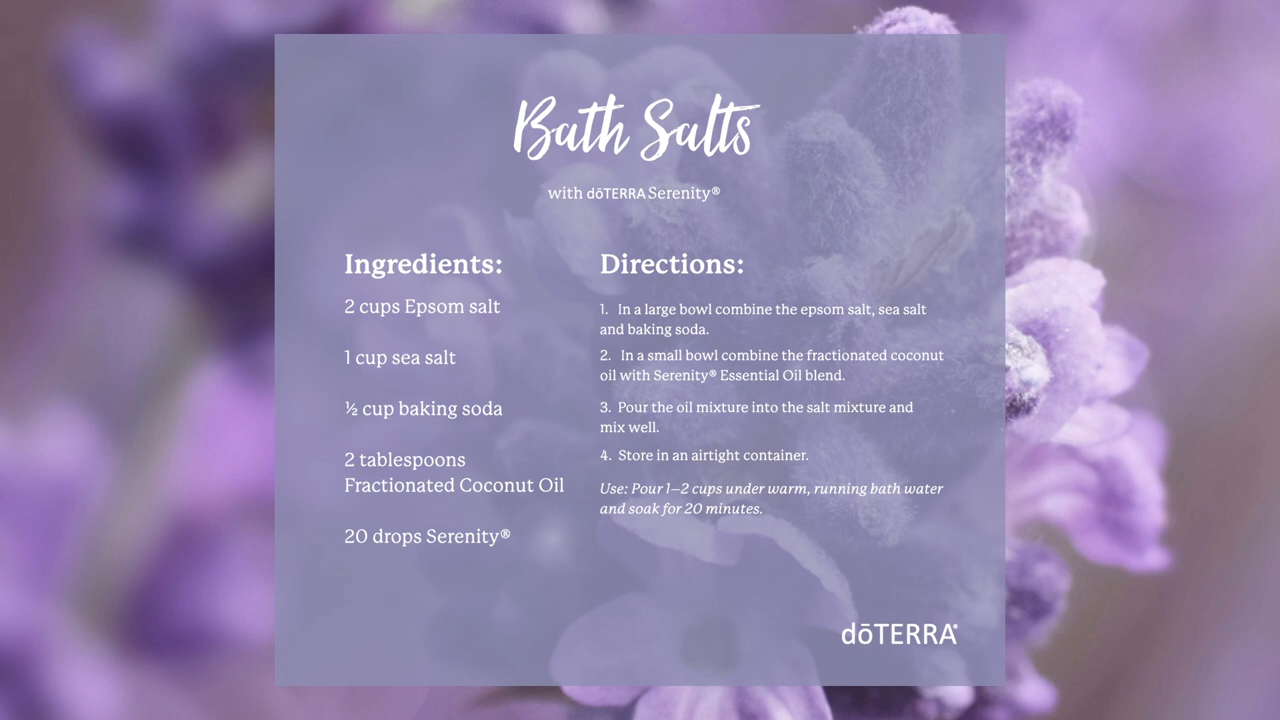 Bath Salts
with dōTERRA Serenity®
Ingredients:
2 cups Epsom salt
1 cup sea salt
½ cup baking soda
2 tablespoons
Fractionated Coconut Oil
20 drops Serenity®
Directions:
1. In a large bowl combine the epsom salt, sea salt
and baking soda.
2. In a small bowl combine the fractionated coconut
oil with Serenity® Essential Oil blend.
3. Pour the oil mixture into the salt mixture and
mix well.
4. Store in an airtight container.
Use: Pour 1–2 cups under warm, running bath water
and soak for 20 minutes.
dōTERRA®